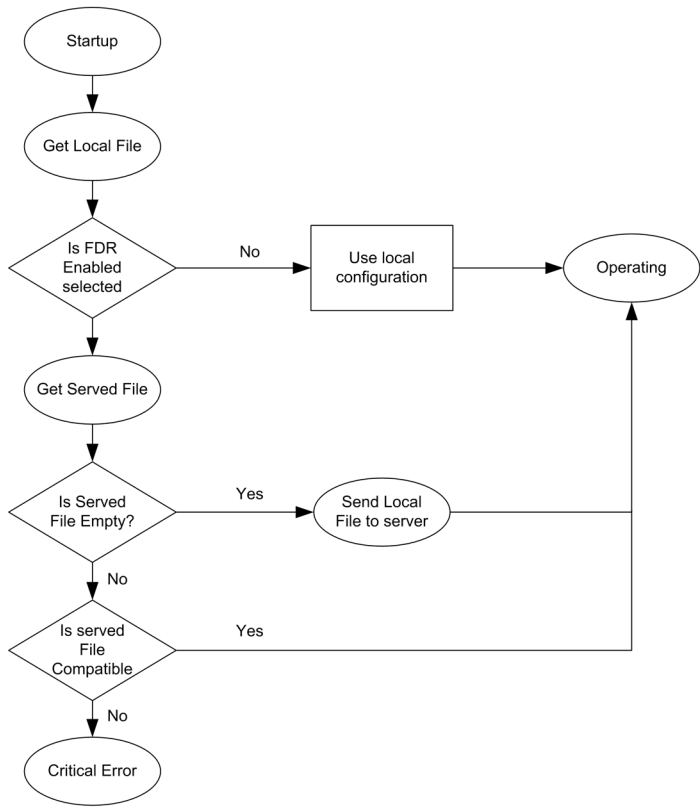 Startup
Get Local File
Is FDR
Enabled
selected
No
Use local
configuration
Operating
Get Served File
Is Served
File Empty?
Yes
Send Local
File to server
No
Is served
File
Compatible
Yes
No
Critical Error